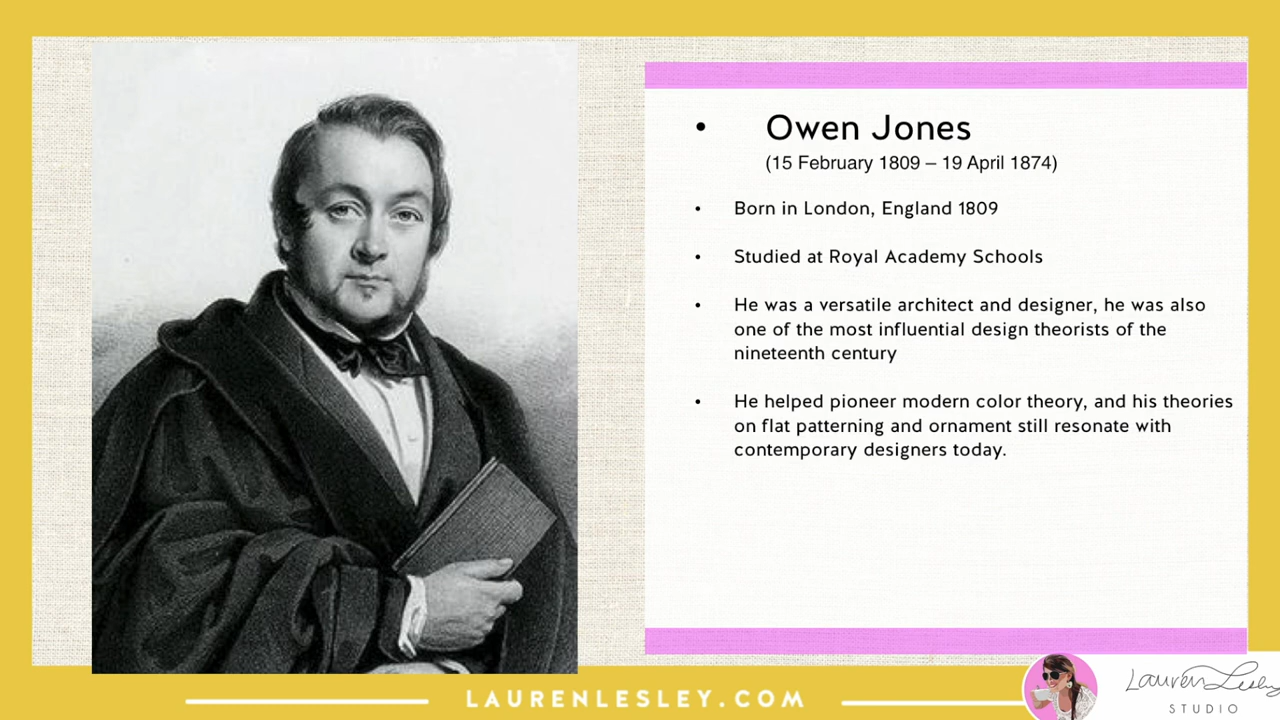 • Owen Jones
(15 February 1809 – 19 April 1874)
• Born in London, England 1809
• Studied at Royal Academy Schools
• He was a versatile architect and designer, he was also
one of the most influential design theorists of the
nineteenth century
• He helped pioneer modern color theory, and his theories
on flat patterning and ornament still resonate with
contemporary designers today.
LAURENLESLEY.COM
Lauren Lesley
STUDIO